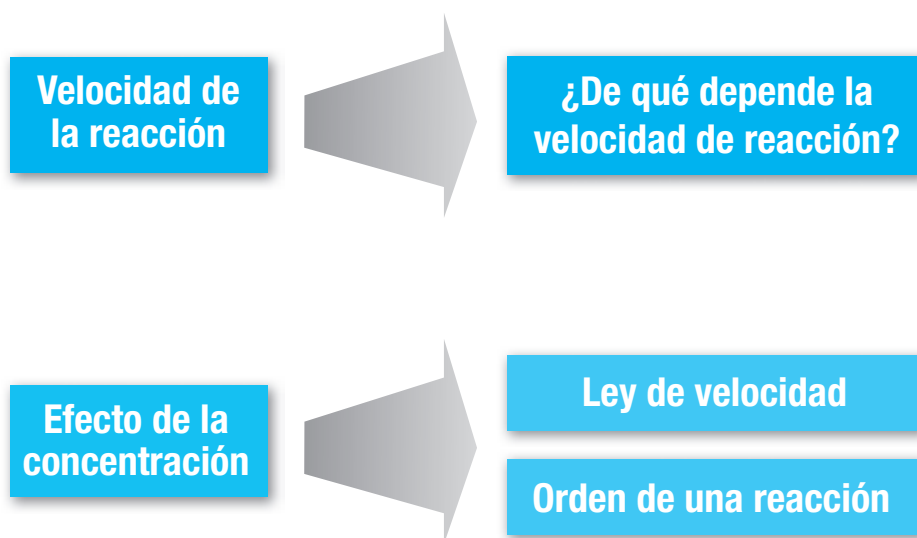 Velocidad de
la reacción
¿De qué depende la
velocidad de reacción?
Efecto de la
concentración
Ley de velocidad
Orden de una reacción